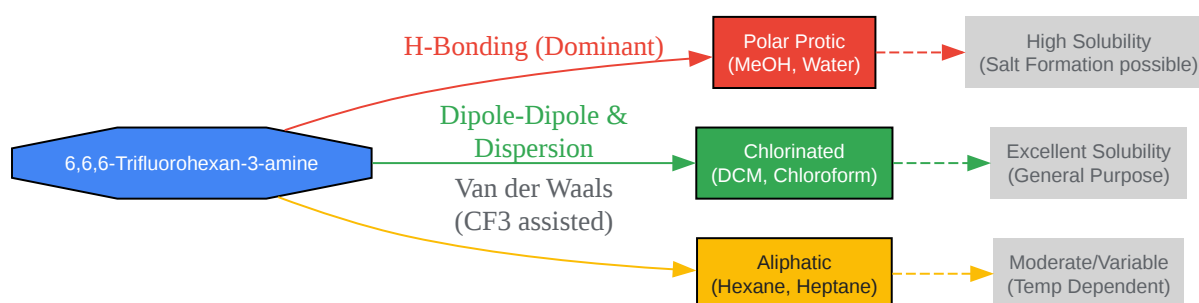 6,6,6-Trifluorohexan-3-amine
H-Bonding (Dominant)
Polar Protic
(MeOH, Water)
High Solubility
(Salt Formation possible)
Dipole-Dipole &
Dispersion
Chlorinated
(DCM, Chloroform)
Excellent Solubility
(General Purpose)
Van der Waals
(CF3 assisted)
Aliphatic
(Hexane, Heptane)
Moderate/Variable
(Temp Dependent)